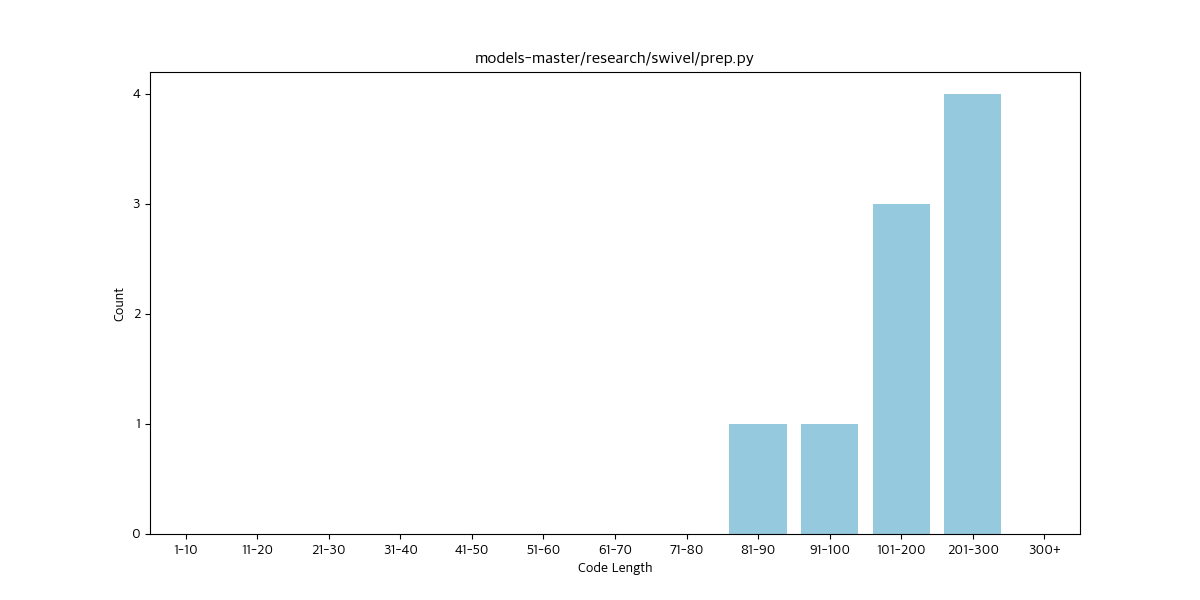 models-master/research/swivel/prep.py
4
3
2
1
0
Count
1-10 11-20 21-30 31-40 41-50 51-60 61-70 71-80 81-90 91-100 101-200 201-300 300+
Code Length